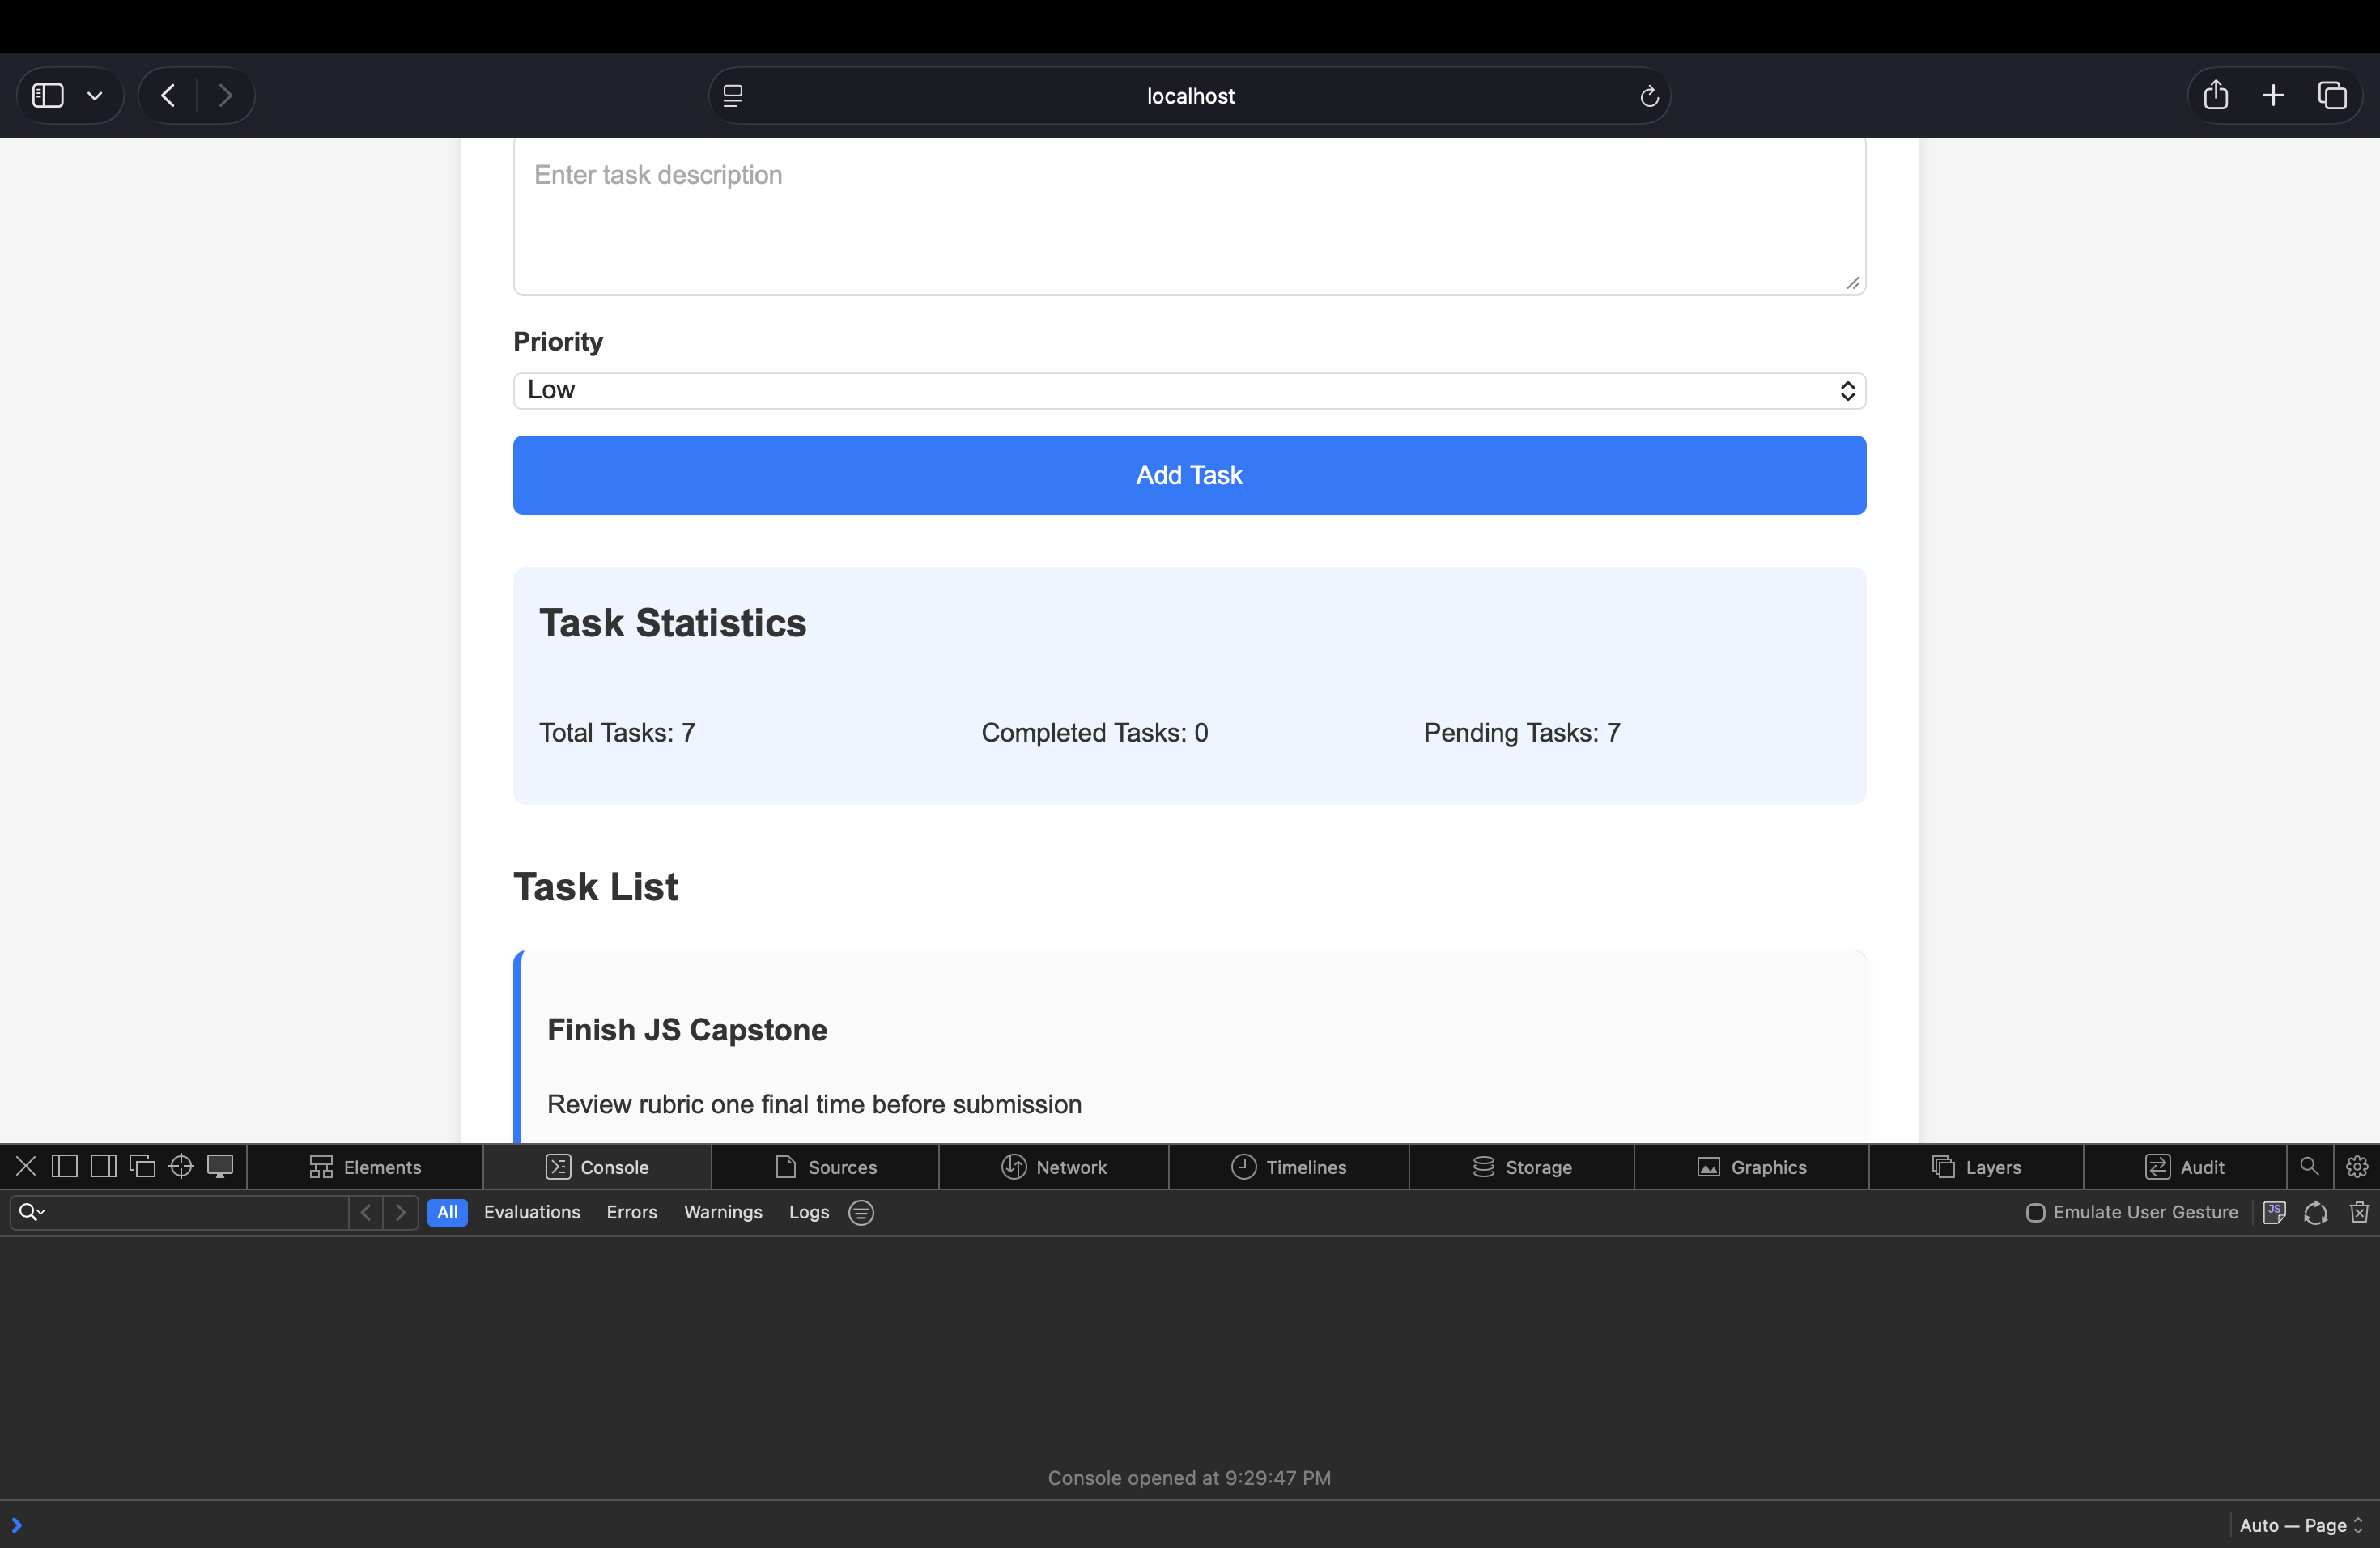 localhost
Enter task description
Priority
Low
Add Task
Task Statistics
Total Tasks: 7 Completed Tasks: 0 Pending Tasks: 7
Task List
Finish JS Capstone
Review rubric one final time before submission
Elements Console Sources Network Timelines Storage Graphics Layers Audit
All Evaluations Errors Warnings Logs Emulate User Gesture JS
Console opened at 9:29:47 PM
Auto — Page